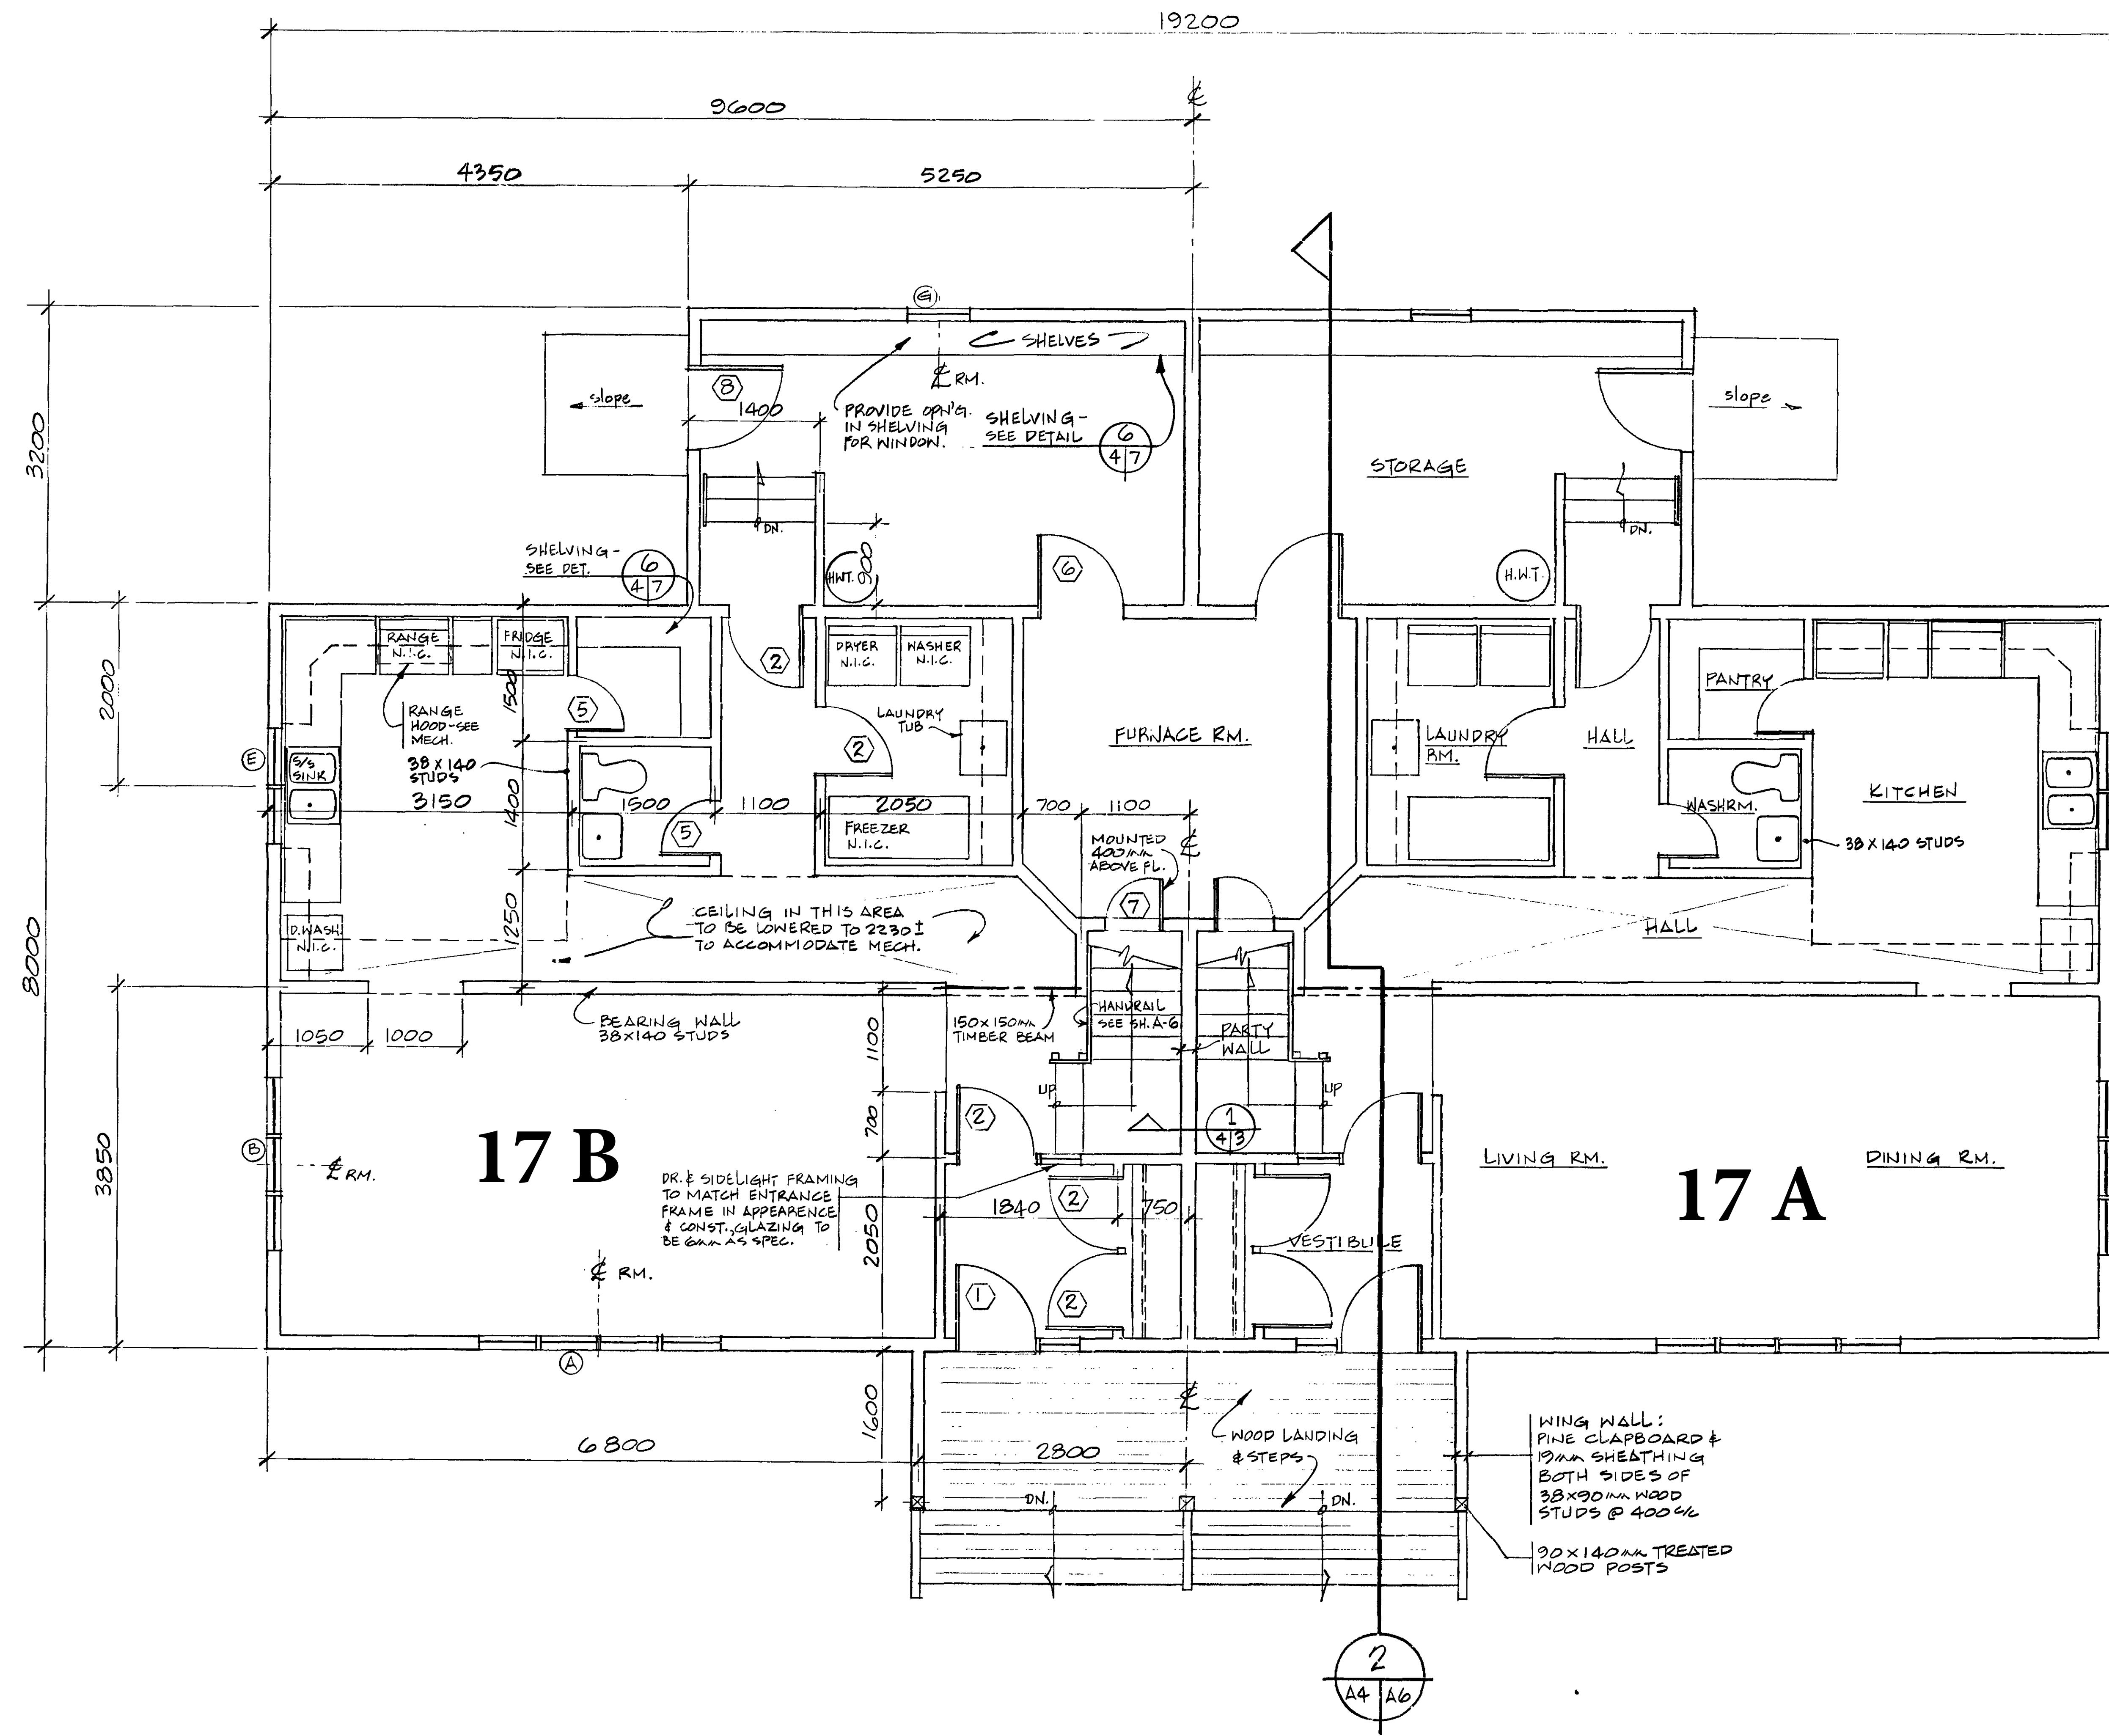 19200
9600
℄
4350
5250
G
SHELVES
℄ RM.
8
slope
1400
PROVIDE OPN'G.
IN SHELVING
FOR WINDOW.
SHELVING-
SEE DETAIL
6
4|7
STORAGE
slope
3200
DN.
DN.
SHELVING-
SEE DET.
6
4|7
HWT.
900
6
H.W.T.
RANGE
N.I.C.
FRIDGE
N.I.C.
2
DRYER
N.I.C.
WASHER
N.I.C.
2000
1500
5
RANGE
HOOD-SEE
MECH.
LAUNDRY
TUB
FURNACE RM.
LAUNDRY
RM.
HALL
PANTRY
E
S/S
SINK
38 X 140
STUDS
2
3150
1400
1500
1100
2050
700
1100
WASHRM.
KITCHEN
5
FREEZER
N.I.C.
MOUNTED
400mm
ABOVE FL.
℄
38 X 140 STUDS
7
D.WASH
N.I.C.
1250
CEILING IN THIS AREA
TO BE LOWERED TO 2230±
TO ACCOMMODATE MECH.
HALL
8000
1050
1000
BEARING WALL
38X140 STUDS
150X150mm
TIMBER BEAM
HANDRAIL
SEE SH. A-6
PARTY
WALL
1100
UP
UP
3850
700
2
1
4|3
B
℄ RM.
17 B
DR. & SIDELIGHT FRAMING
TO MATCH ENTRANCE
FRAME IN APPEARENCE
& CONST., GLAZING TO
BE 6mm AS SPEC.
LIVING RM.
DINING RM.
17 A
2
1840
750
2050
VESTIBULE
℄ RM.
1
2
A
1600
℄
6800
2800
WOOD LANDING
& STEPS
WING WALL:
PINE CLAPBOARD &
19mm SHEATHING
BOTH SIDES OF
38X90mm WOOD
STUDS @ 400 c/c
DN.
DN.
90X140mm TREATED
WOOD POSTS
2
A4|A6